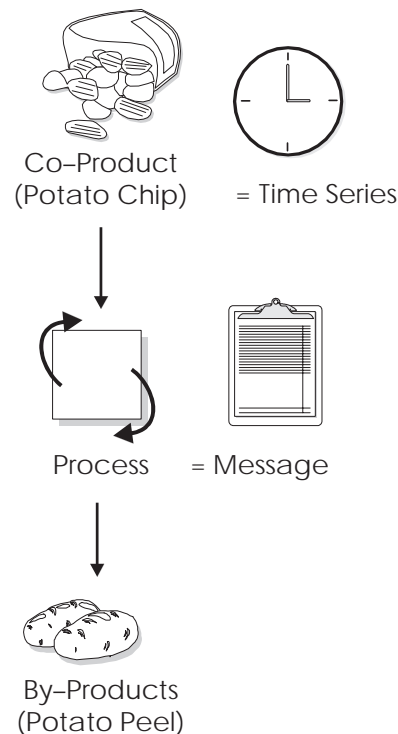 Co–Product
(Potato Chip)
= Time Series
Process
= Message
By–Products
(Potato Peel)